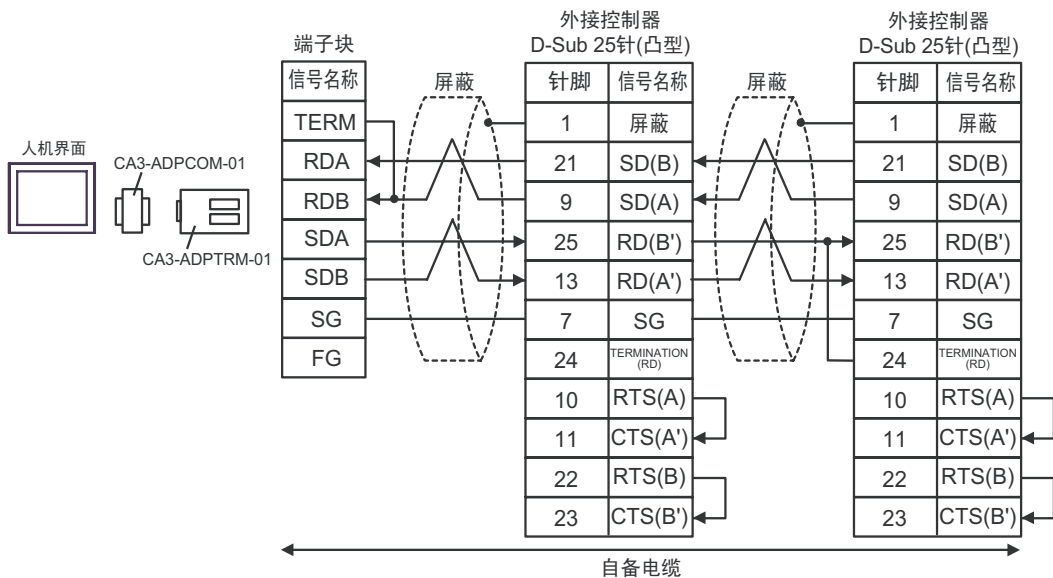 外接控制器
D-Sub 25针(凸型)
外接控制器
D-Sub 25针(凸型)
端子块
信号名称
屏蔽
针脚 信号名称
屏蔽
针脚 信号名称
TERM
1 屏蔽
1 屏蔽
人机界面
CA3-ADPCOM-01
CA3-ADPTRM-01
RDA
21 SD(B)
21 SD(B)
RDB
9 SD(A)
9 SD(A)
SDA
25 RD(B')
25 RD(B')
SDB
13 RD(A')
13 RD(A')
SG
7 SG
7 SG
FG
24 TERMINATION
(RD)
24 TERMINATION
(RD)
10 RTS(A)
10 RTS(A)
11 CTS(A')
11 CTS(A')
22 RTS(B)
22 RTS(B)
23 CTS(B')
23 CTS(B')
自备电缆